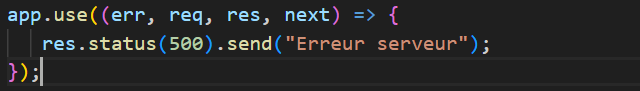 app.use((err, req, res, next) => {
    res.status(500).send("Erreur serveur");
});